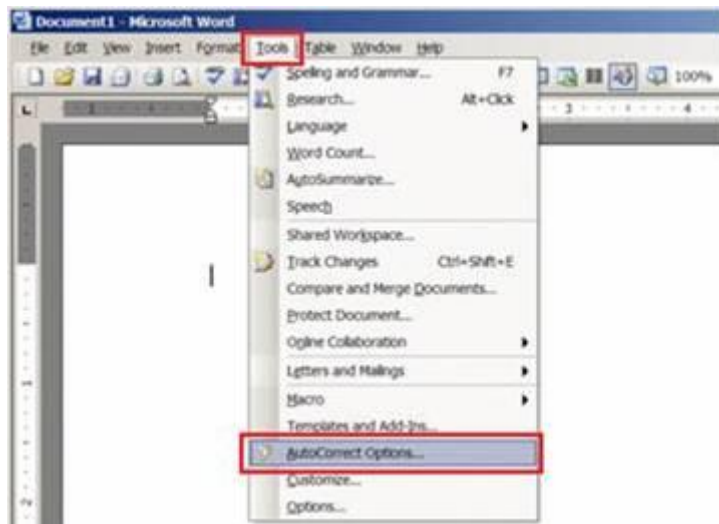 Document1 - Microsoft Word
File Edit View Insert Format Tools Table Window Help
100%
Spelling and Grammar... F7
Research... Alt+Click
Language
Word Count...
AutoSummarize...
Speech
Shared Workspace...
Track Changes Ctrl+Shift+E
Compare and Merge Documents...
Protect Document...
Online Collaboration
Letters and Mailings
Macro
Templates and Add-Ins...
AutoCorrect Options...
Customize...
Options...